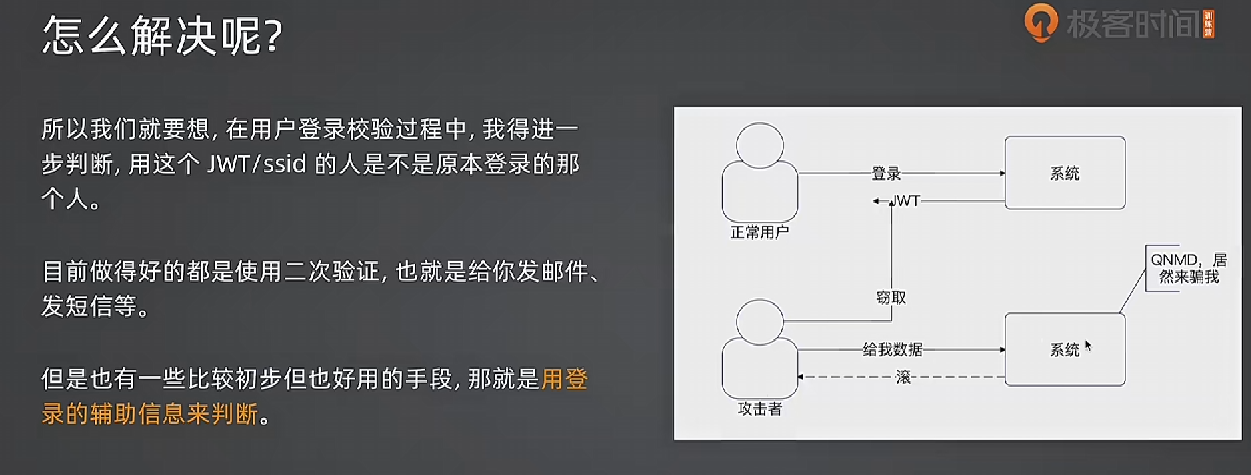 怎么解决呢?
极客时间
训练营
所以我们就要想, 在用户登录校验过程中, 我得进一
步判断, 用这个 JWT/ssid 的人是不是原本登录的那
个人。
目前做得好的都是使用二次验证, 也就是给你发邮件、
发短信等。
但是也有一些比较初步但也好用的手段, 那就是用登
录的辅助信息来判断。
登录
系统
JWT
正常用户
QNMD, 居
然来骗我
窃取
给我数据
系统
滚
攻击者